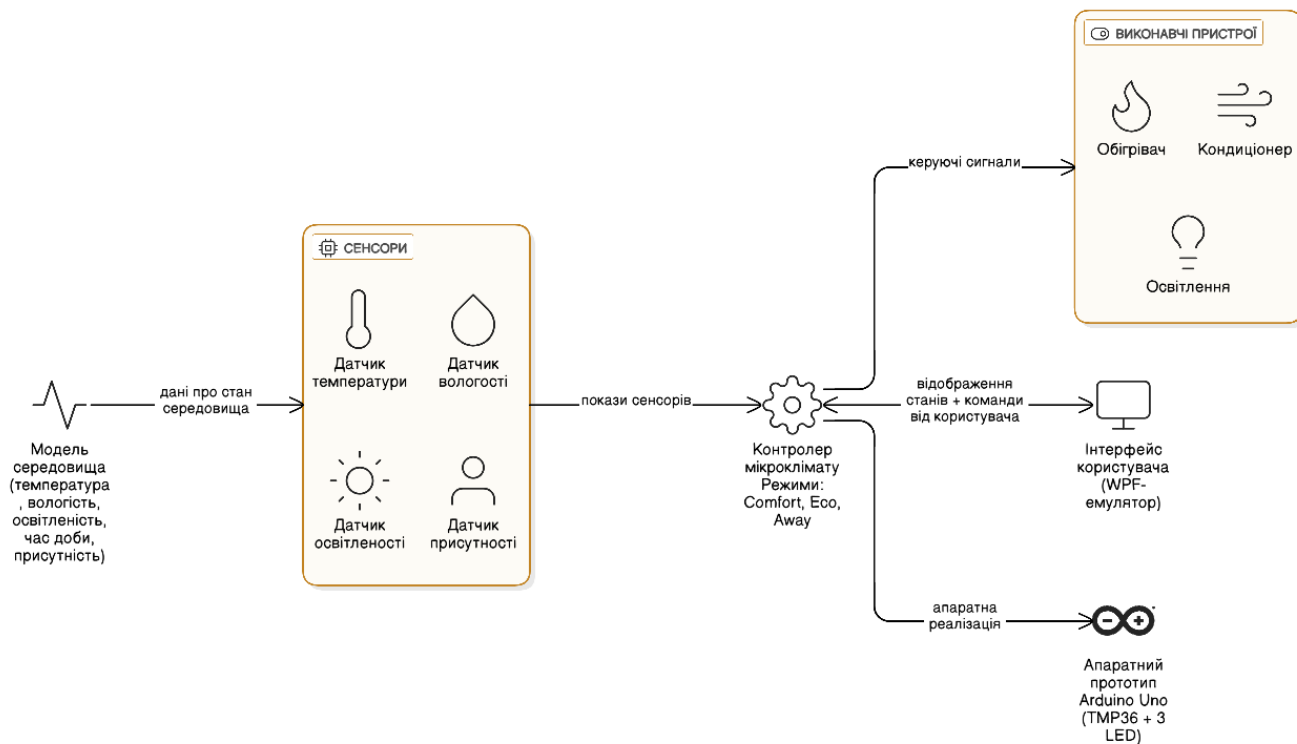 ВИКОНАВЧІ ПРИСТРОЇ
Обігрівач
Кондиціонер
Освітлення
керуючі сигнали
СЕНСОРИ
Датчик
температури
Датчик
вологості
Датчик
освітленості
Датчик
присутності
дані про стан
середовища
Модель
середовища
(температура
, вологість,
освітленість,
час доби,
присутність)
покази сенсорів
Контролер
мікроклімату
Режими:
Comfort, Eco,
Away
відображення
станів + команди
від користувача
Інтерфейс
користувача
(WPF-
емулятор)
апаратна
реалізація
Апаратний
прототип
Arduino Uno
(TMP36 + 3
LED)